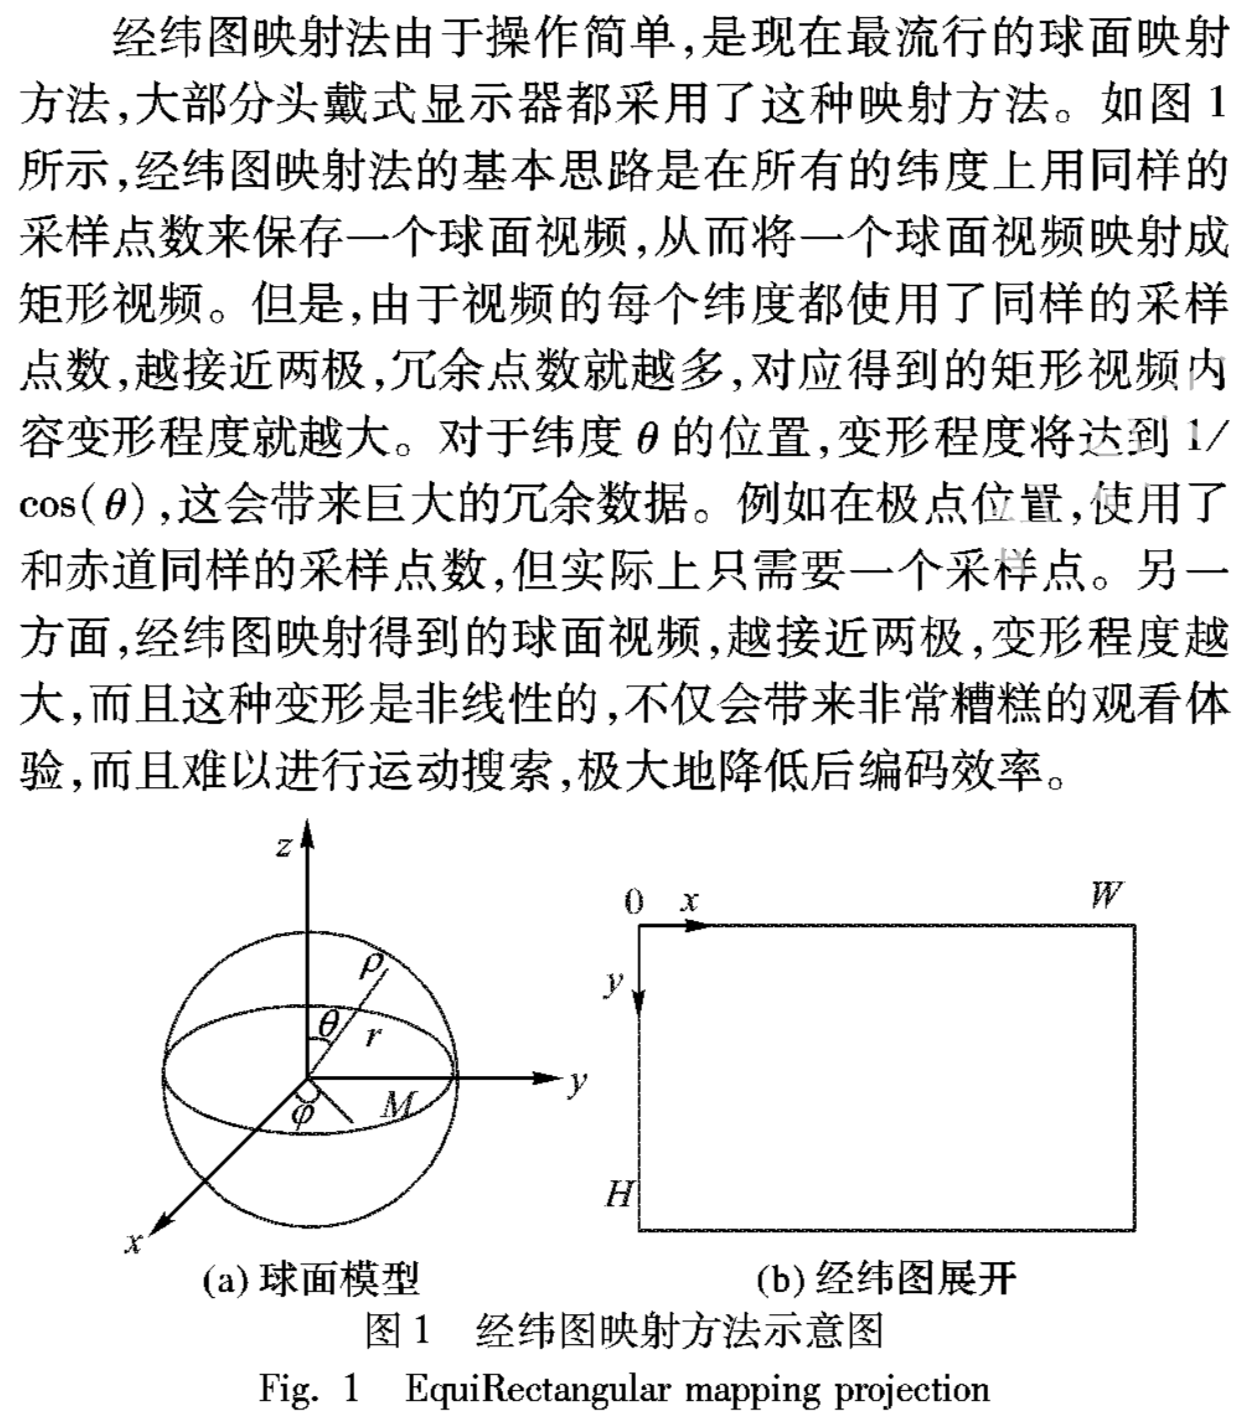 经纬图映射法由于操作简单,是现在最流行的球面映射
方法,大部分头戴式显示器都采用了这种映射方法。如图 1
所示,经纬图映射法的基本思路是在所有的纬度上用同样的
采样点数来保存一个球面视频,从而将一个球面视频映射成
矩形视频。但是,由于视频的每个纬度都使用了同样的采样
点数,越接近两极,冗余点数就越多,对应得到的矩形视频内
容变形程度就越大。对于纬度 θ 的位置,变形程度将达到 1/
cos(θ),这会带来巨大的冗余数据。例如在极点位置,使用了
和赤道同样的采样点数,但实际上只需要一个采样点。另一
方面,经纬图映射得到的球面视频,越接近两极,变形程度越
大,而且这种变形是非线性的,不仅会带来非常糟糕的观看体
验,而且难以进行运动搜索,极大地降低后编码效率。
z
ρ
θ
r
y
M
φ
x
0 x W
y
H
(a) 球面模型 (b) 经纬图展开
图 1 经纬图映射方法示意图
Fig. 1 EquiRectangular mapping projection